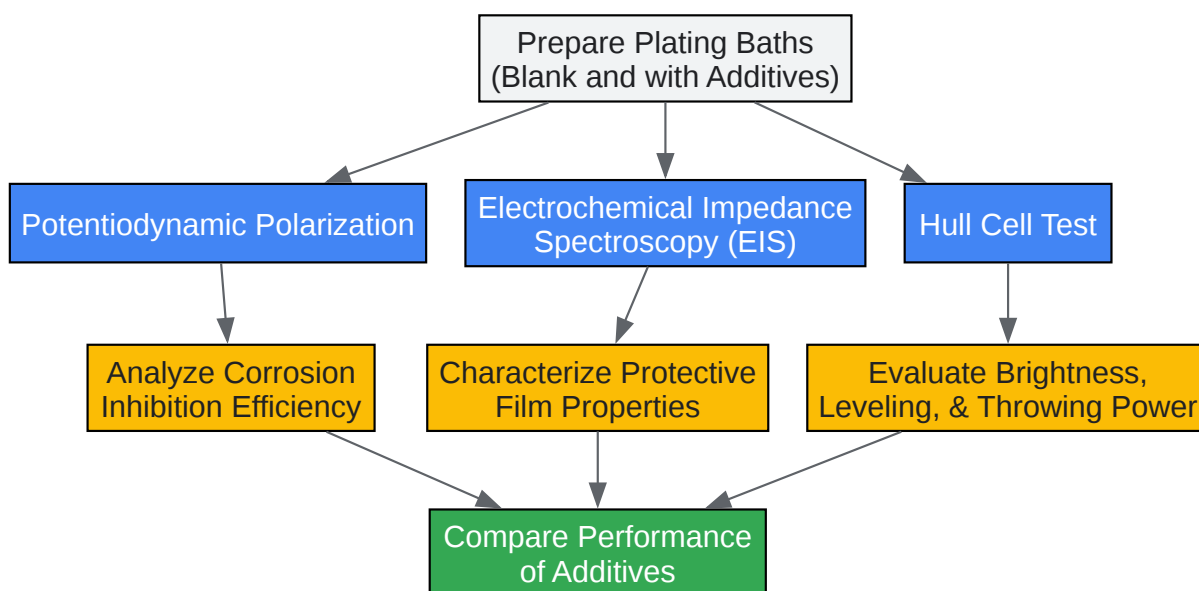 Prepare Plating Baths
(Blank and with Additives)
Potentiodynamic Polarization
Electrochemical Impedance
Spectroscopy (EIS)
Hull Cell Test
Analyze Corrosion
Inhibition Efficiency
Characterize Protective
Film Properties
Evaluate Brightness,
Leveling, & Throwing Power
Compare Performance
of Additives